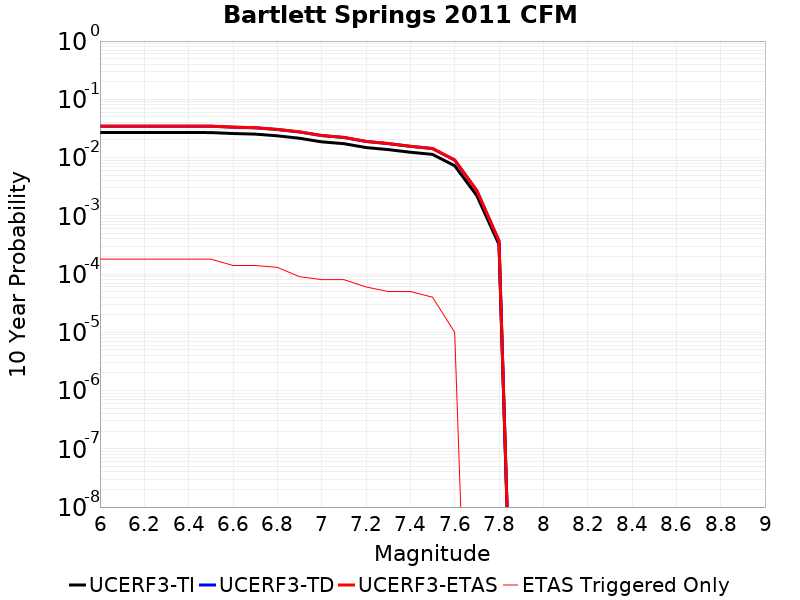 Bartlett Springs 2011 CFM
10 Year Probability
10^0
10^-1
10^-2
10^-3
10^-4
10^-5
10^-6
10^-7
10^-8
6 6.2 6.4 6.6 6.8 7 7.2 7.4 7.6 7.8 8 8.2 8.4 8.6 8.8 9
Magnitude
UCERF3-TI UCERF3-TD UCERF3-ETAS ETAS Triggered Only